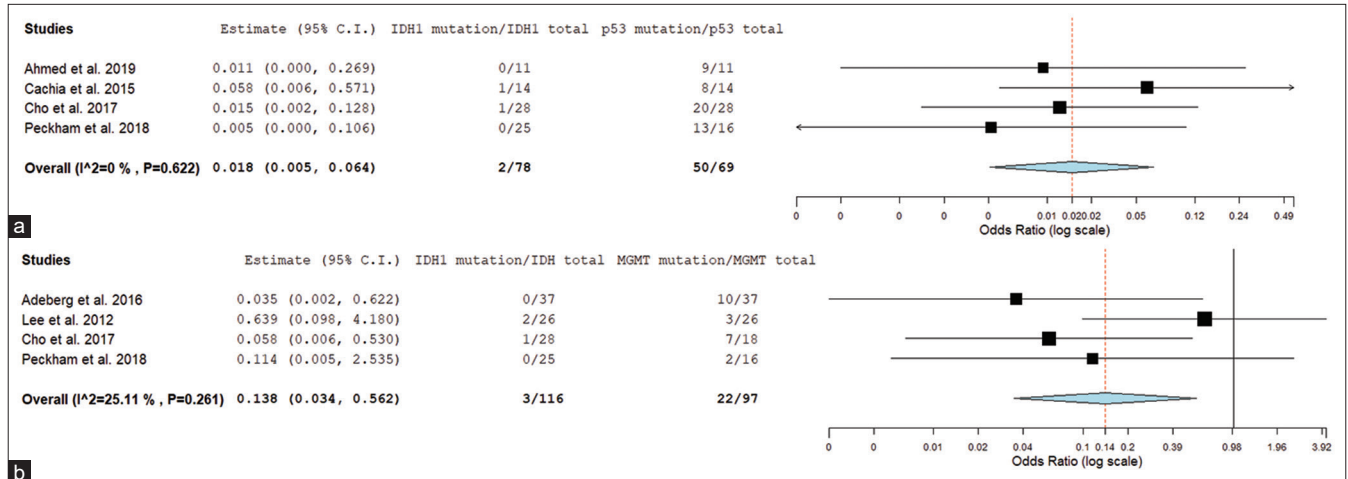 Studies Estimate (95% C.I.) IDH1 mutation/IDH1 total p53 mutation/p53 total
Ahmed et al. 2019 0.011 (0.000, 0.269) 0/11 9/11
Cachia et al. 2015 0.058 (0.006, 0.571) 1/14 8/14
Cho et al. 2017 0.015 (0.002, 0.128) 1/28 20/28
Peckham et al. 2018 0.005 (0.000, 0.106) 0/25 13/16
Overall (I^2=0 % , P=0.622) 0.018 (0.005, 0.064) 2/78 50/69
0 0 0 0 0.01 0.02 0.02 0.05 0.12 0.24 0.49
Odds Ratio (log scale)
a
Studies Estimate (95% C.I.) IDH1 mutation/IDH total MGMT mutation/MGMT total
Adeberg et al. 2016 0.035 (0.002, 0.622) 0/37 10/37
Lee et al. 2012 0.639 (0.098, 4.180) 2/26 3/26
Cho et al. 2017 0.058 (0.006, 0.530) 1/28 7/18
Peckham et al. 2018 0.114 (0.005, 2.535) 0/25 2/16
Overall (I^2=25.11 % , P=0.261) 0.138 (0.034, 0.562) 3/116 22/97
0 0 0.01 0.02 0.04 0.1 0.14 0.2 0.39 0.98 1.96 3.92
Odds Ratio (log scale)
b